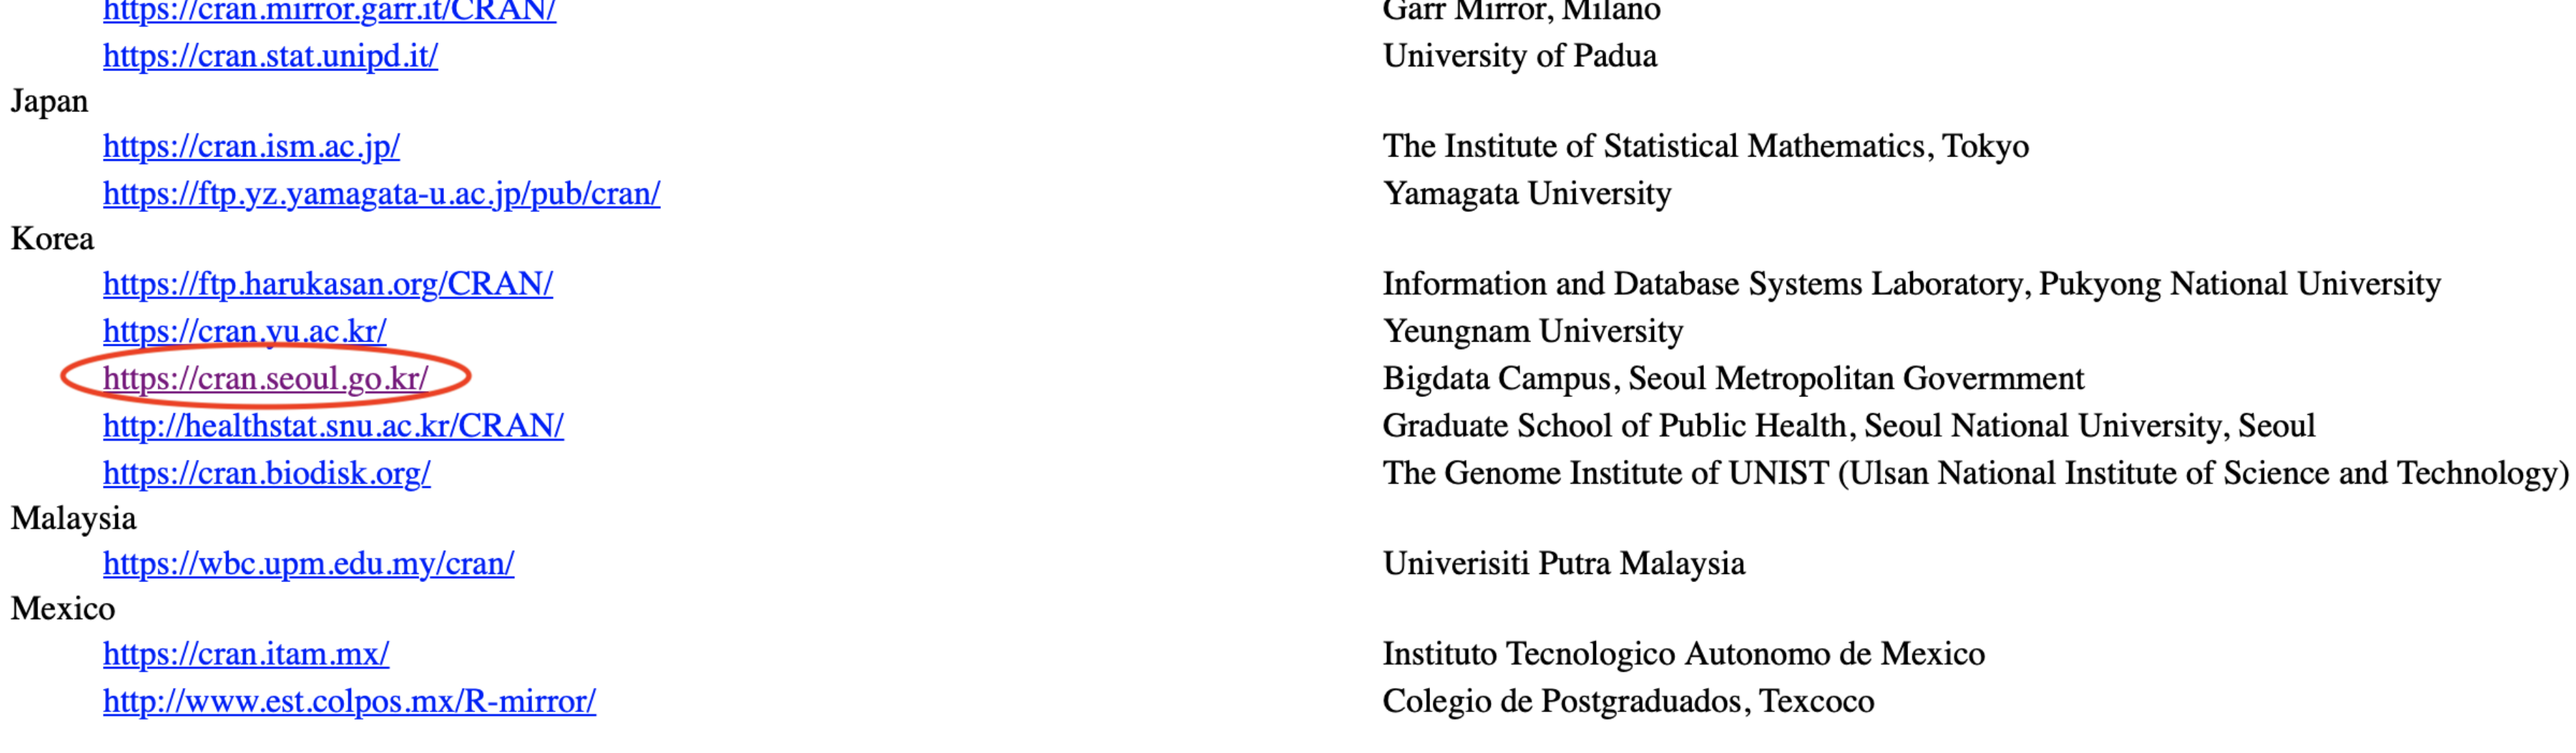 https://cran.mirror.garr.it/CRAN/ Garr Mirror, Milano
https://cran.stat.unipd.it/ University of Padua
Japan
https://cran.ism.ac.jp/ The Institute of Statistical Mathematics, Tokyo
https://ftp.yz.yamagata-u.ac.jp/pub/cran/ Yamagata University
Korea
https://ftp.harukasan.org/CRAN/ Information and Database Systems Laboratory, Pukyong National University
https://cran.yu.ac.kr/ Yeungnam University
https://cran.seoul.go.kr/ Bigdata Campus, Seoul Metropolitan Govermment
http://healthstat.snu.ac.kr/CRAN/ Graduate School of Public Health, Seoul National University, Seoul
https://cran.biodisk.org/ The Genome Institute of UNIST (Ulsan National Institute of Science and Technology)
Malaysia
https://wbc.upm.edu.my/cran/ Univerisiti Putra Malaysia
Mexico
https://cran.itam.mx/ Instituto Tecnologico Autonomo de Mexico
http://www.est.colpos.mx/R-mirror/ Colegio de Postgraduados, Texcoco